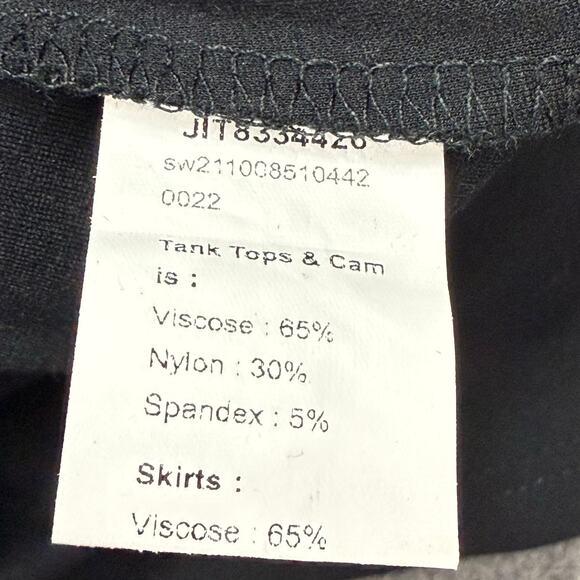 JIT8334426
sw211008510442
0022
Tank Tops & Cam
is :
Viscose : 65%
Nylon : 30%
Spandex : 5%
Skirts :
Viscose : 65%